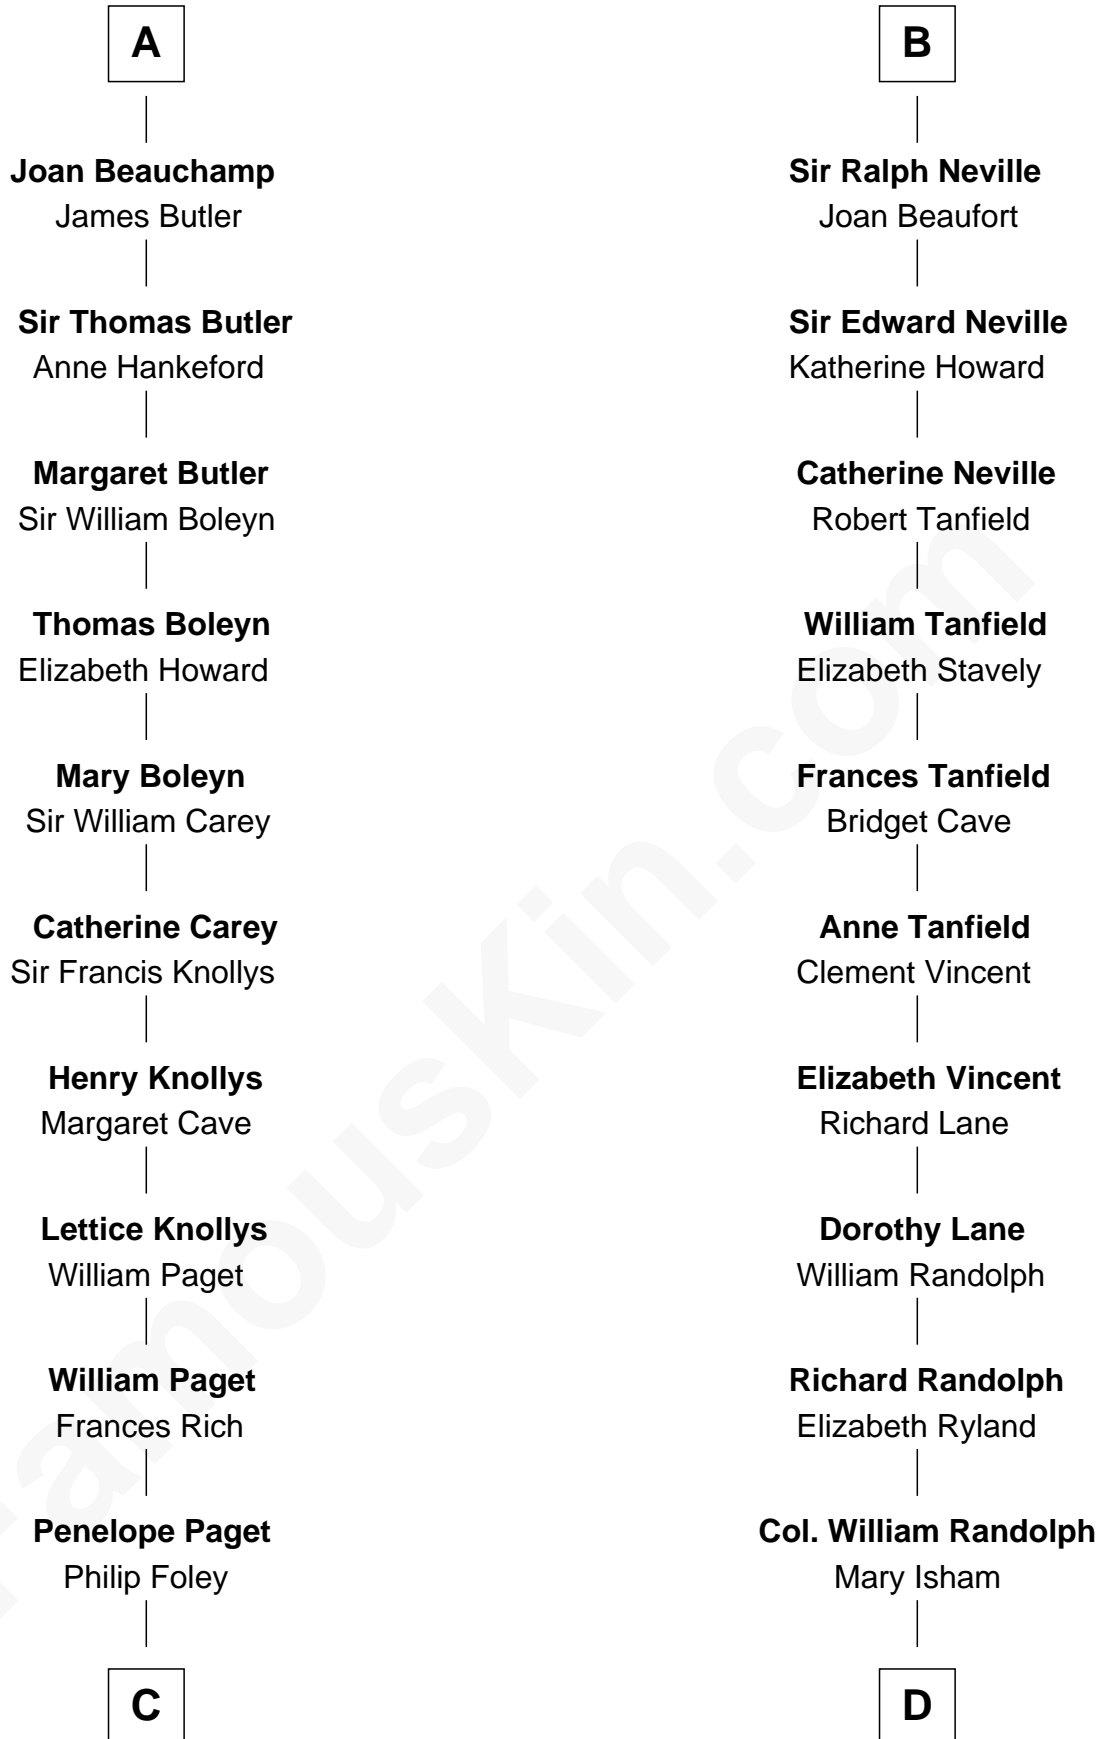 A
Joan Beauchamp
James Butler
Sir Thomas Butler
Anne Hankeford
Margaret Butler
Sir William Boleyn
Thomas Boleyn
Elizabeth Howard
Mary Boleyn
Sir William Carey
Catherine Carey
Sir Francis Knollys
Henry Knollys
Margaret Cave
Lettice Knollys
William Paget
William Paget
Frances Rich
Penelope Paget
Philip Foley
C
B
Sir Ralph Neville
Joan Beaufort
Sir Edward Neville
Katherine Howard
Catherine Neville
Robert Tanfield
William Tanfield
Elizabeth Stavely
Frances Tanfield
Bridget Cave
Anne Tanfield
Clement Vincent
Elizabeth Vincent
Richard Lane
Dorothy Lane
William Randolph
Richard Randolph
Elizabeth Ryland
Col. William Randolph
Mary Isham
D
FamousKin.com